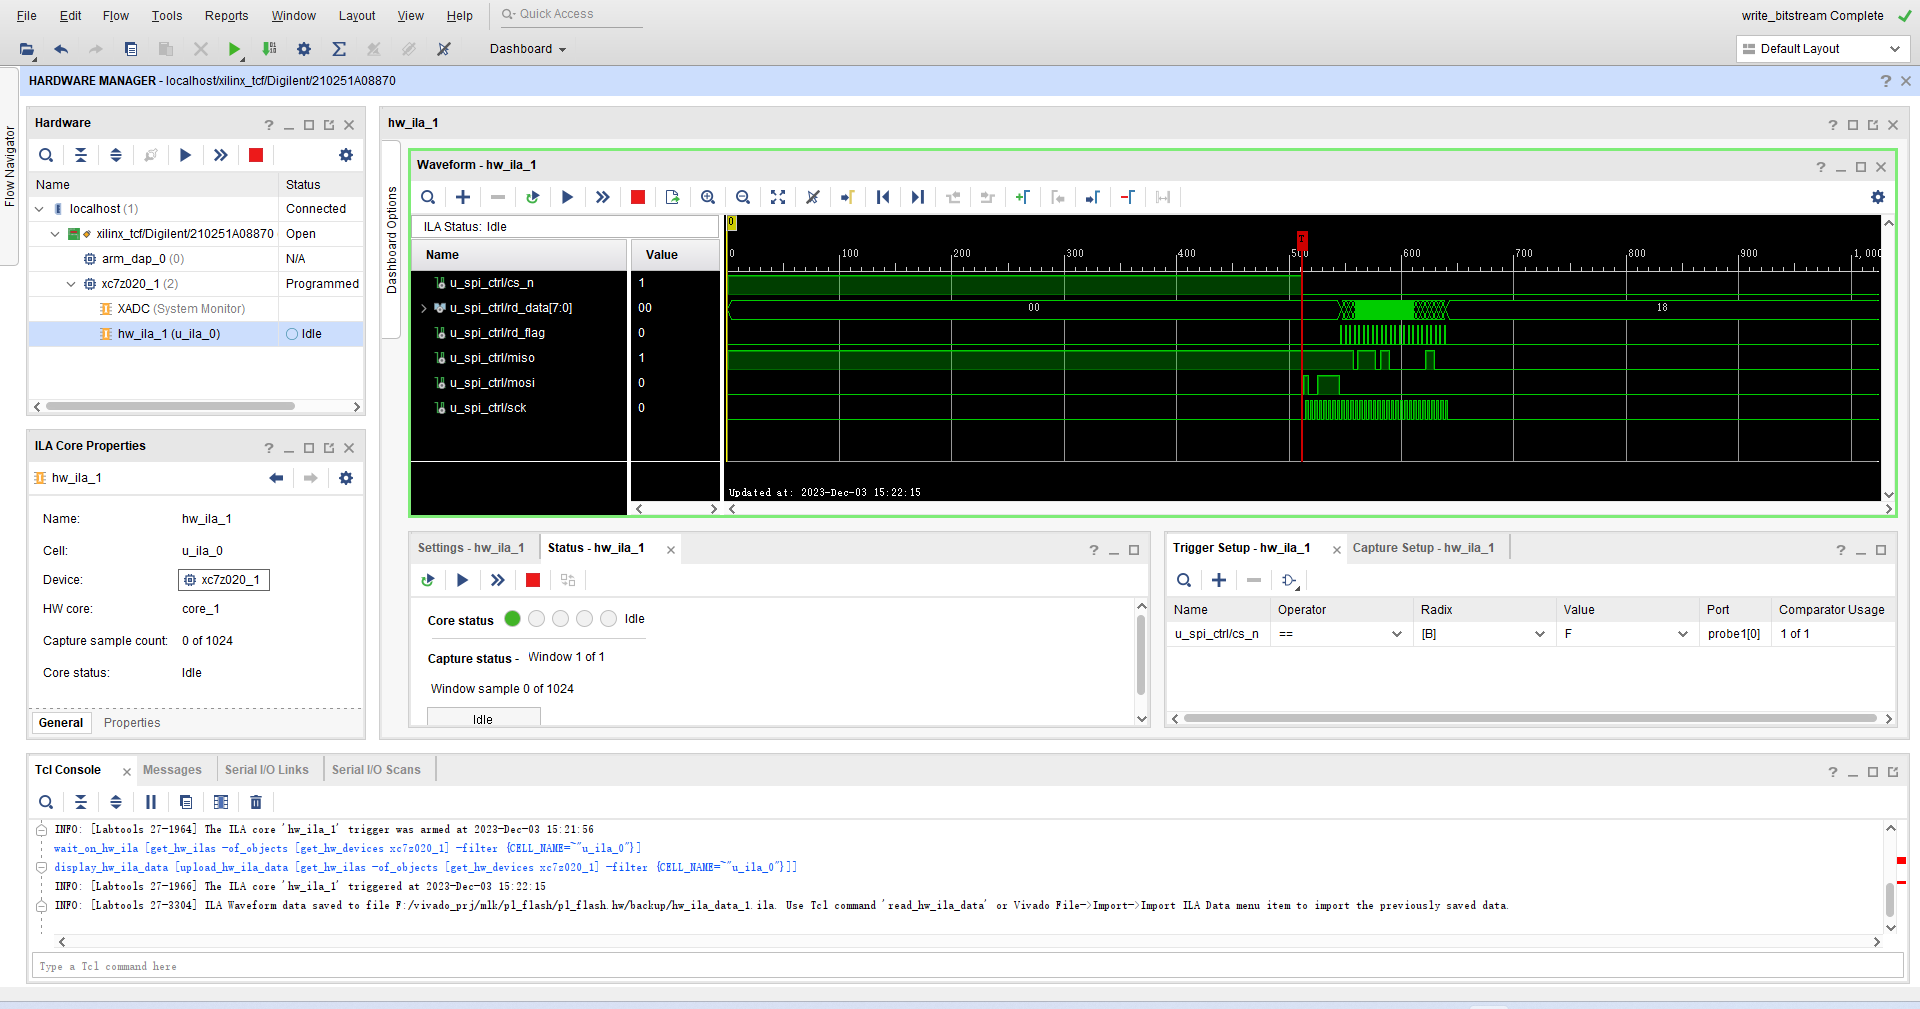 File Edit Flow Tools Reports Window Layout View Help Quick Access write_bitstream Complete
Dashboard Default Layout
HARDWARE MANAGER - localhost/xilinx_tcf/Digilent/210251A08870
Flow Navigator
Hardware
Name Status
localhost (1) Connected
xilinx_tcf/Digilent/210251A08870 Open
arm_dap_0 (0) N/A
xc7z020_1 (2) Programmed
XADC (System Monitor)
hw_ila_1 (u_ila_0) Idle
ILA Core Properties
hw_ila_1
Name: hw_ila_1
Cell: u_ila_0
Device: xc7z020_1
HW core: core_1
Capture sample count: 0 of 1024
Core status: Idle
General Properties
hw_ila_1
Dashboard Options
Waveform - hw_ila_1
ILA Status: Idle
Name Value
0
0 100 200 300 400 500 600 700 800 900 1,000
u_spi_ctrl/cs_n 1
u_spi_ctrl/rd_data[7:0] 00 00 18
u_spi_ctrl/rd_flag 0
u_spi_ctrl/miso 1
u_spi_ctrl/mosi 0
u_spi_ctrl/sck 0
Updated at: 2023-Dec-03 15:22:15
Settings - hw_ila_1 Status - hw_ila_1
Core status Idle
Capture status - Window 1 of 1
Window sample 0 of 1024
Idle
Trigger Setup - hw_ila_1 Capture Setup - hw_ila_1
Name Operator Radix Value Port Comparator Usage
u_spi_ctrl/cs_n == [B] F probe1[0] 1 of 1
Tcl Console Messages Serial I/O Links Serial I/O Scans
INFO: [Labtools 27-1964] The ILA core 'hw_ila_1' trigger was armed at 2023-Dec-03 15:21:56
wait_on_hw_ila [get_hw_ilas -of_objects [get_hw_devices xc7z020_1] -filter {CELL_NAME=~"u_ila_0"}]
display_hw_ila_data [upload_hw_ila_data [get_hw_ilas -of_objects [get_hw_devices xc7z020_1] -filter {CELL_NAME=~"u_ila_0"}]]
INFO: [Labtools 27-1966] The ILA core 'hw_ila_1' triggered at 2023-Dec-03 15:22:15
INFO: [Labtools 27-3304] ILA Waveform data saved to file F:/vivado_prj/mlk/pl_flash/pl_flash.hw/backup/hw_ila_data_1.ila. Use Tcl command 'read_hw_ila_data' or Vivado File->Import->Import ILA Data menu item to import the previously saved data.
Type a Tcl command here